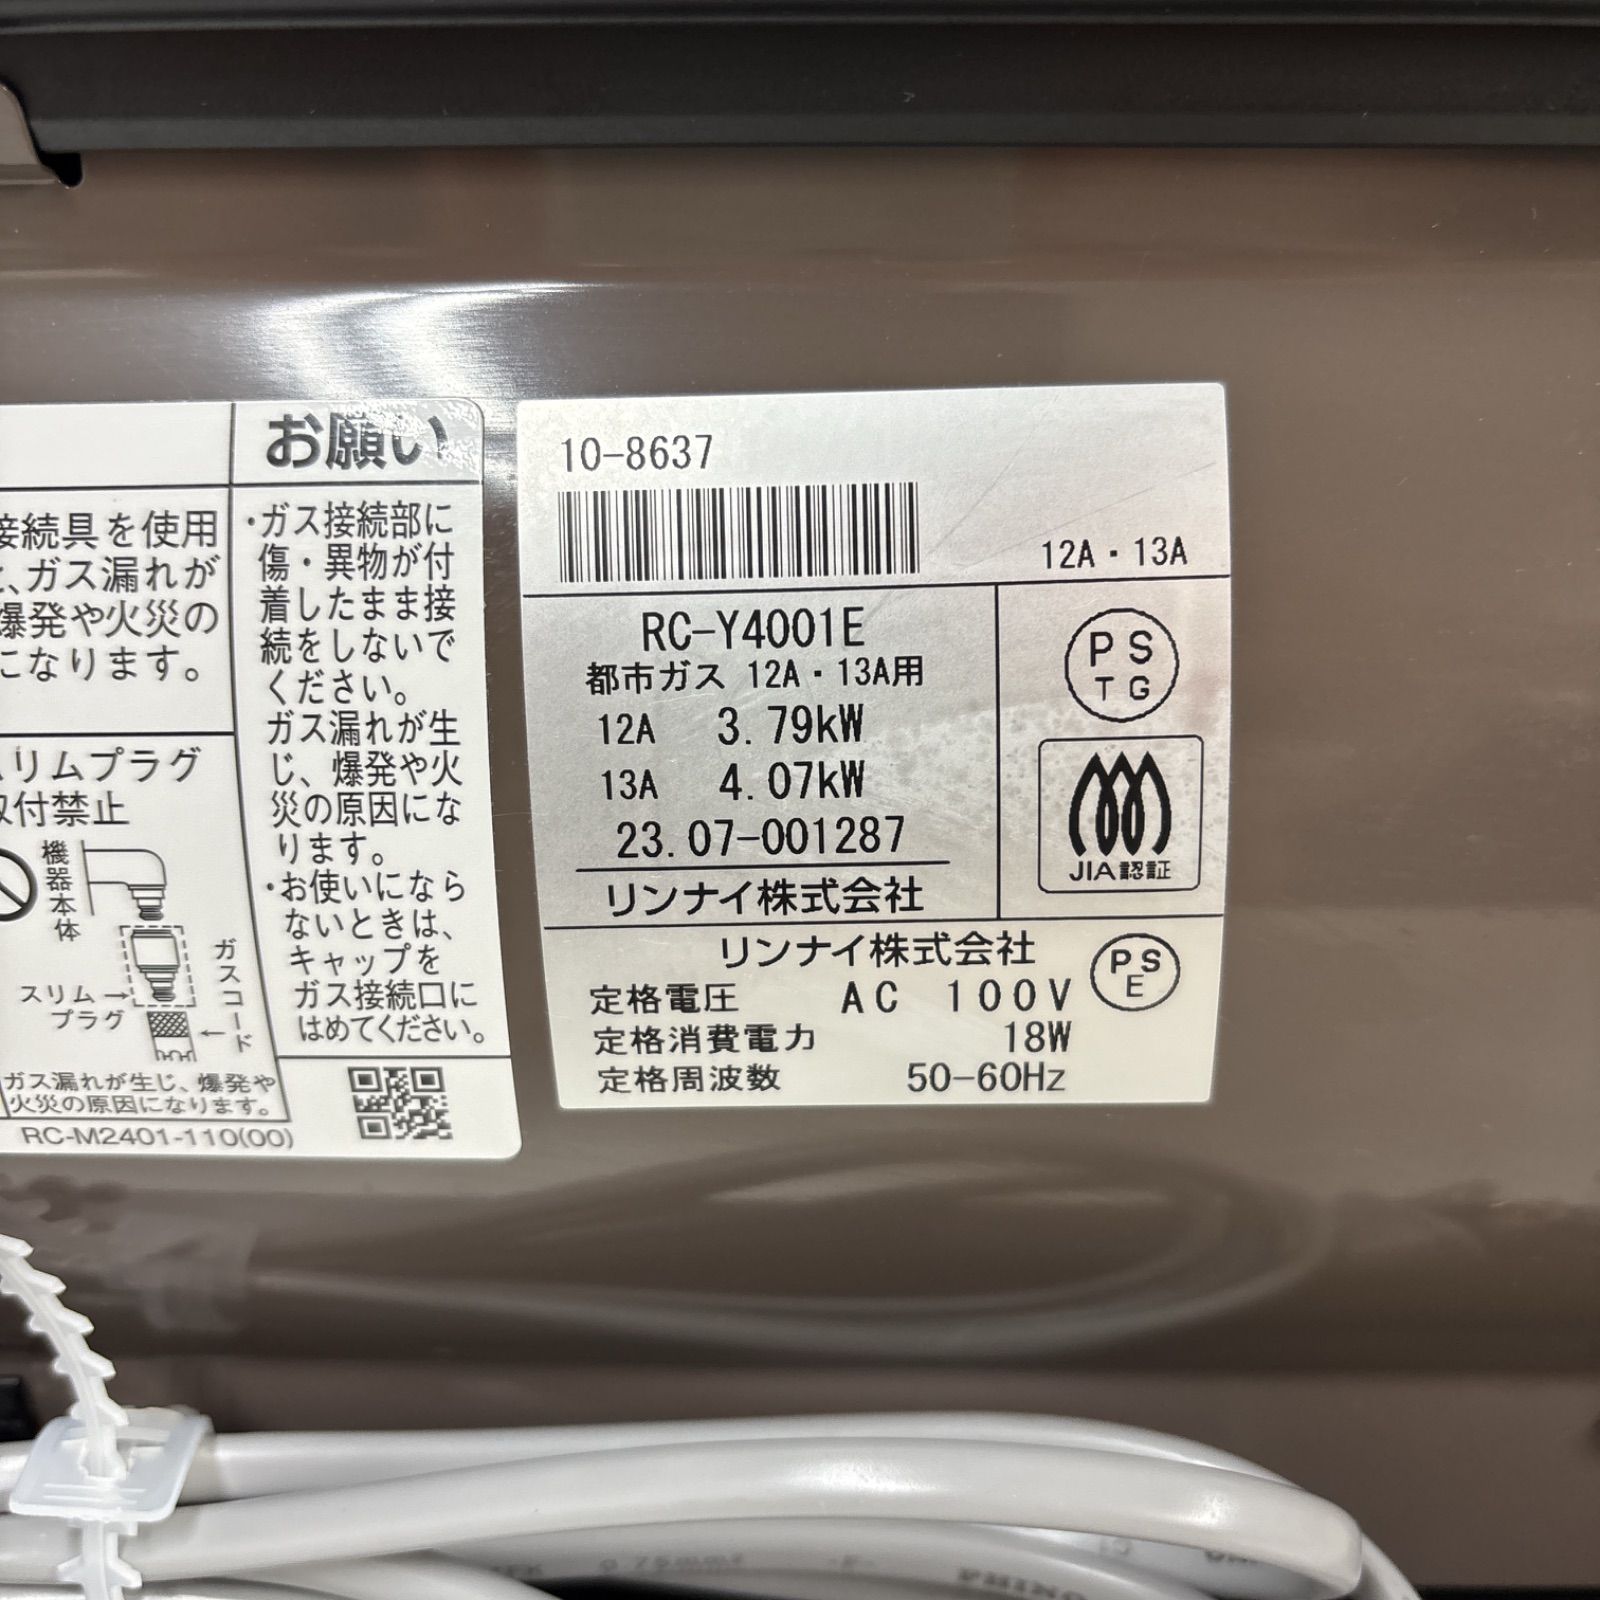 お願い
接続具を使用
、ガス漏れが
爆発や火災の
になります。
・ガス接続部に
傷・異物が付
着したまま接
続をしないで
ください。
ガス漏れが生
じ、爆発や火
災の原因にな
ります。
・お使いになら
ないときは、
キャップを
ガス接続口に
はめてください。
リムプラグ
付禁止
機器本体
ガスコード
スリム
プラグ
ガス漏れが生じ、爆発や
火災の原因になります。
RC-M2401-110(00)
10-8637
12A・13A
RC-Y4001E
都市ガス 12A・13A用
12A 3.79kW
13A 4.07kW
23.07-001287
リンナイ株式会社
PS
TG
JIA認証
リンナイ株式会社
PS
E
定格電圧 AC 100V
定格消費電力 18W
定格周波数 50-60Hz
0.75mm2